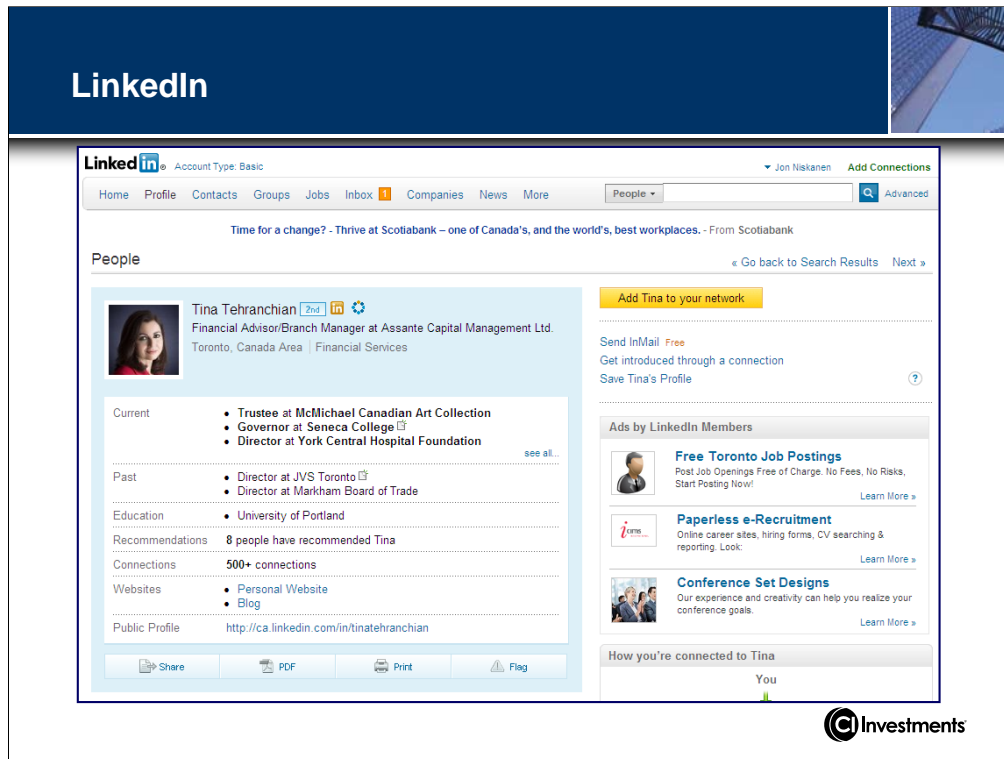 LinkedIn
Linked in® Account Type: Basic
Jon Niskanen Add Connections
Home Profile Contacts Groups Jobs Inbox 1 Companies News More People Advanced
Time for a change? - Thrive at Scotiabank – one of Canada's, and the world's, best workplaces. - From Scotiabank
People
« Go back to Search Results Next »
Tina Tehranchian 2nd in
Financial Advisor/Branch Manager at Assante Capital Management Ltd.
Toronto, Canada Area | Financial Services
Current
• Trustee at McMichael Canadian Art Collection
• Governor at Seneca College
• Director at York Central Hospital Foundation
see all...
Past
• Director at JVS Toronto
• Director at Markham Board of Trade
Education • University of Portland
Recommendations 8 people have recommended Tina
Connections 500+ connections
Websites
• Personal Website
• Blog
Public Profile http://ca.linkedin.com/in/tinatehranchian
Share PDF Print Flag
Add Tina to your network
Send InMail Free
Get introduced through a connection
Save Tina's Profile ?
Ads by LinkedIn Members
Free Toronto Job Postings
Post Job Openings Free of Charge. No Fees, No Risks,
Start Posting Now!
Learn More »
icims
Paperless e-Recruitment
Online career sites, hiring forms, CV searching &
reporting. Look:
Learn More »
Conference Set Designs
Our experience and creativity can help you realize your
conference goals.
Learn More »
How you're connected to Tina
You
CI Investments